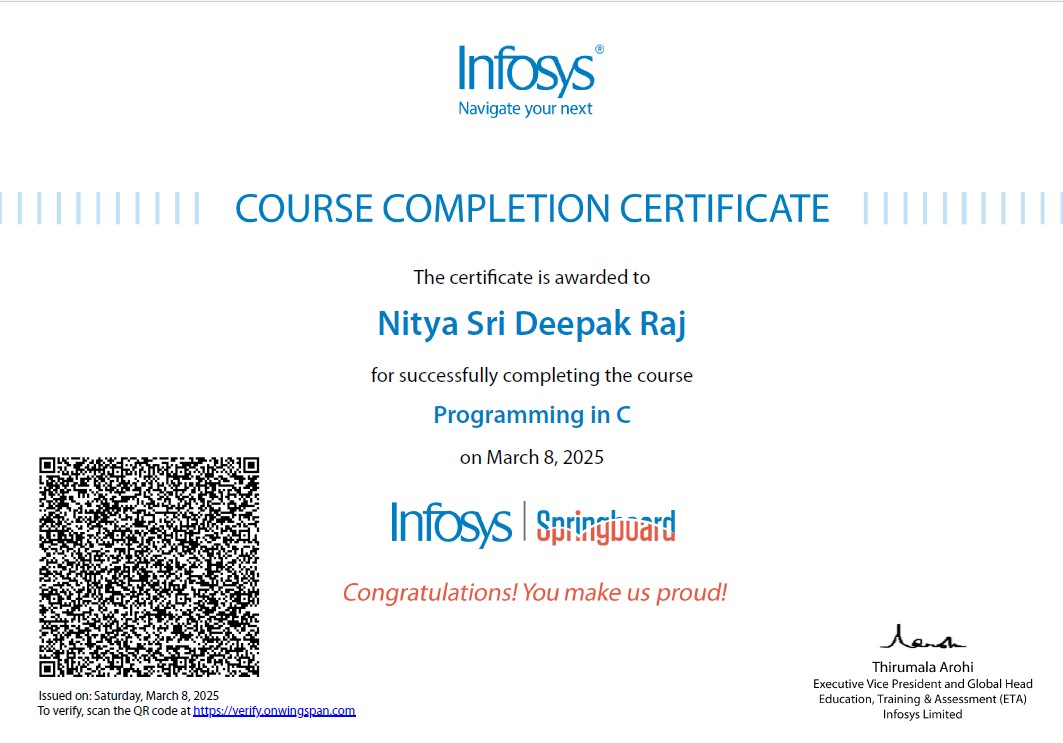 Infosys®
Navigate your next
COURSE COMPLETION CERTIFICATE
The certificate is awarded to
Nitya Sri Deepak Raj
for successfully completing the course
Programming in C
on March 8, 2025
Infosys | Springboard
Congratulations! You make us proud!
Issued on: Saturday, March 8, 2025
To verify, scan the QR code at https://verify.onwingspan.com
Thirumala Arohi
Executive Vice President and Global Head
Education, Training & Assessment (ETA)
Infosys Limited